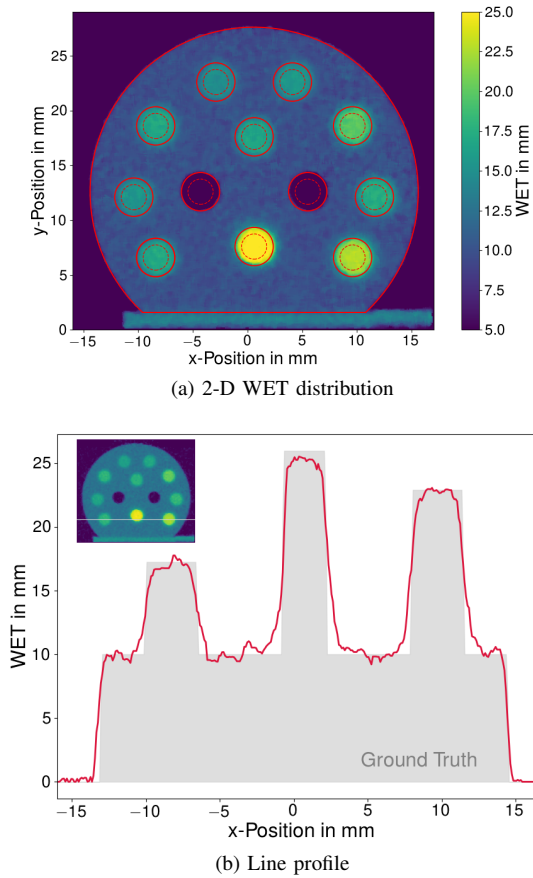 25.0
22.5
20.0
17.5
15.0
12.5
10.0
7.5
5.0
WET in mm
25
20
15
10
5
0
y-Position in mm
−15 −10 −5 0 5 10 15
x-Position in mm
(a) 2-D WET distribution
25
20
15
10
5
0
WET in mm
Ground Truth
−15 −10 −5 0 5 10 15
x-Position in mm
(b) Line profile